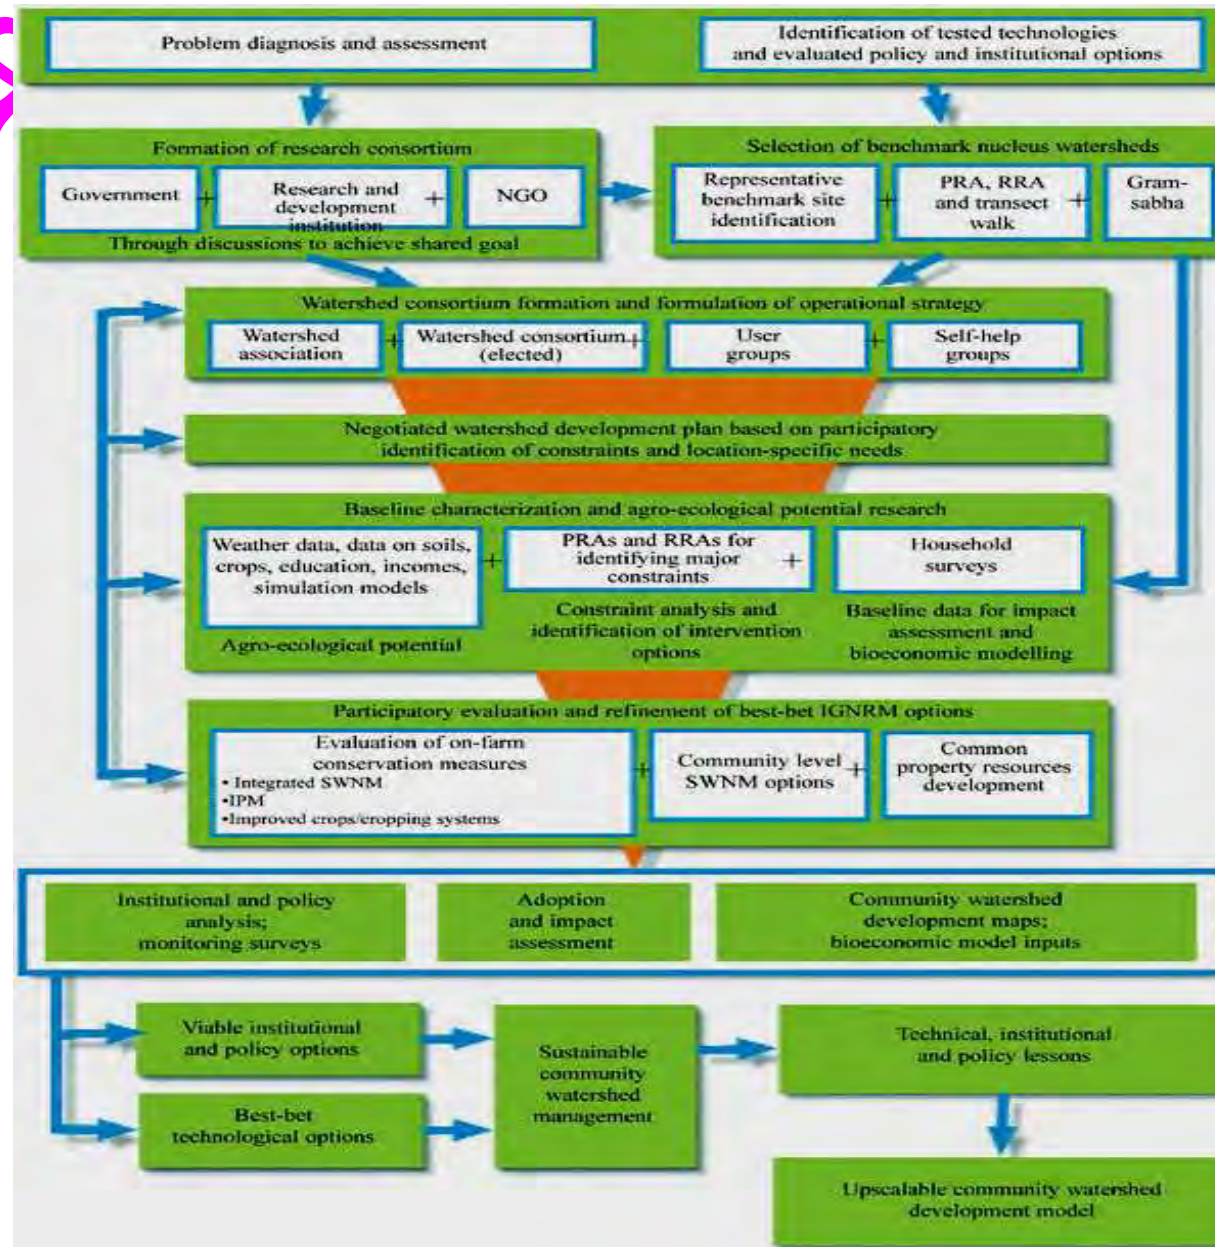 Problem diagnosis and assessment
Identification of tested technologies
and evaluated policy and institutional options
Formation of research consortium
Government
+
Research and
development
institution
+
NGO
Through discussions to achieve shared goal
Selection of benchmark nucleus watersheds
Representative
benchmark site
identification
+
PRA, RRA
and transect
walk
+
Gram-
sabha
Watershed consortium formation and formulation of operational strategy
Watershed
association
+
Watershed consortium
(elected)
+
User
groups
+
Self-help
groups
Negotiated watershed development plan based on participatory
identification of constraints and location-specific needs
Baseline characterization and agro-ecological potential research
Weather data, data on soils,
crops, education, incomes,
simulation models
+
PRAs and RRAs for
identifying major
constraints
+
Household
surveys
Agro-ecological potential
Constraint analysis and
identification of intervention
options
Baseline data for impact
assessment and
bioeconomic modelling
Participatory evaluation and refinement of best-bet IGNRM options
Evaluation of on-farm
conservation measures
• Integrated SWNM
•IPM
•Improved crops/cropping systems
+
Community level
SWNM options
+
Common
property resources
development
Institutional and policy
analysis;
monitoring surveys
Adoption
and impact
assessment
Community watershed
development maps;
bioeconomic model inputs
Viable institutional
and policy options
Best-bet
technological options
Sustainable
community
watershed
management
Technical, institutional
and policy lessons
Upscalable community watershed
development model